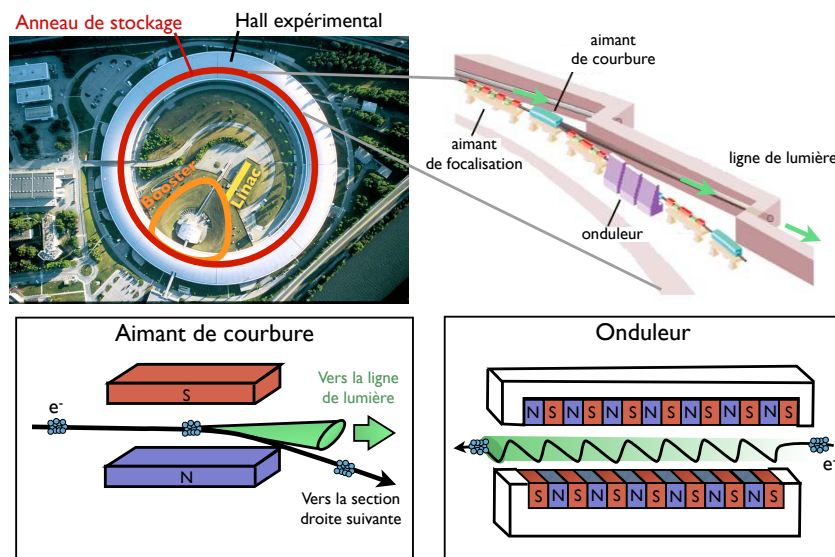 Anneau de stockage
Hall expérimental
Booster
Linac
aimant
de courbure
aimant
de focalisation
ligne de lumière
onduleur
Aimant de courbure
S
e-
Vers la ligne
de lumière
N
Vers la section
droite suivante
Onduleur
N S N S N S N S N S N S N S
e-
S N S N S N S N S N S N S